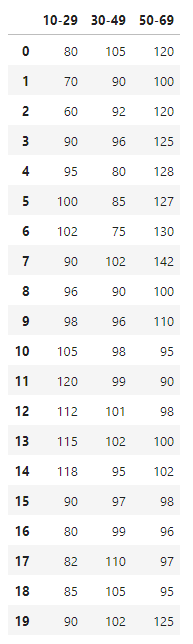 10-29 30-49 50-69
0 80 105 120
1 70 90 100
2 60 92 120
3 90 96 125
4 95 80 128
5 100 85 127
6 102 75 130
7 90 102 142
8 96 90 100
9 98 96 110
10 105 98 95
11 120 99 90
12 112 101 98
13 115 102 100
14 118 95 102
15 90 97 98
16 80 99 96
17 82 110 97
18 85 105 95
19 90 102 125